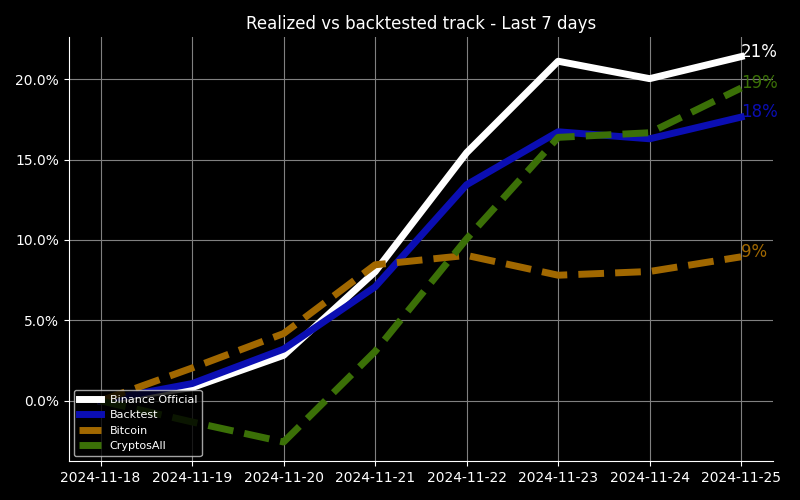 Realized vs backtested track - Last 7 days
21%
20.0%
19%
18%
15.0%
10.0%
9%
5.0%
0.0%
Binance Official
Backtest
Bitcoin
CryptosAll
2024-11-18 2024-11-19 2024-11-20 2024-11-21 2024-11-22 2024-11-23 2024-11-24 2024-11-25